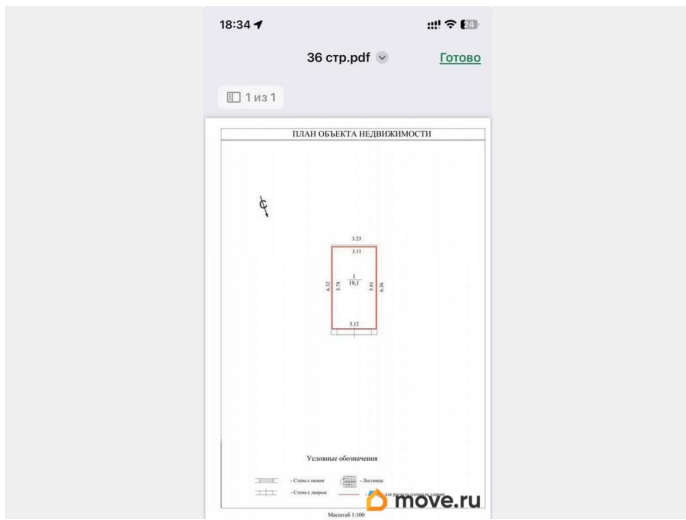 18:34
24
36 стр.pdf
Готово
1 из 1
ПЛАН ОБЪЕКТА НЕДВИЖИМОСТИ
С
3.23
3.11
1
18,1
6.32
5.78
5.81
6.36
3.12
Условные обозначения
- Стена с окном
- Лестница
- Стена с дверью
move.ru
Масштаб 1:100